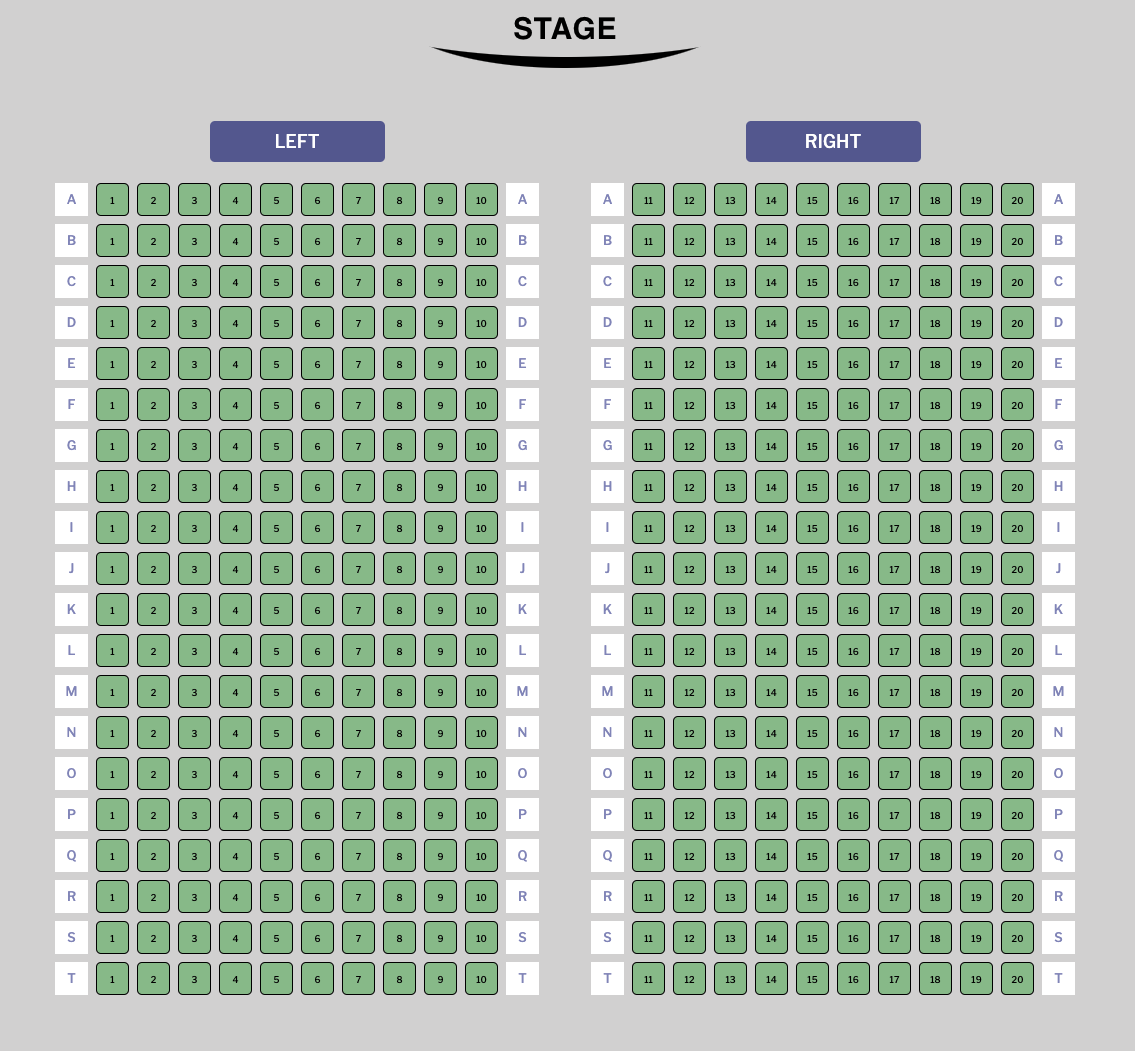 STAGE
LEFT RIGHT
A 1 2 3 4 5 6 7 8 9 10 A A 11 12 13 14 15 16 17 18 19 20 A
B 1 2 3 4 5 6 7 8 9 10 B B 11 12 13 14 15 16 17 18 19 20 B
C 1 2 3 4 5 6 7 8 9 10 C C 11 12 13 14 15 16 17 18 19 20 C
D 1 2 3 4 5 6 7 8 9 10 D D 11 12 13 14 15 16 17 18 19 20 D
E 1 2 3 4 5 6 7 8 9 10 E E 11 12 13 14 15 16 17 18 19 20 E
F 1 2 3 4 5 6 7 8 9 10 F F 11 12 13 14 15 16 17 18 19 20 F
G 1 2 3 4 5 6 7 8 9 10 G G 11 12 13 14 15 16 17 18 19 20 G
H 1 2 3 4 5 6 7 8 9 10 H H 11 12 13 14 15 16 17 18 19 20 H
I 1 2 3 4 5 6 7 8 9 10 I I 11 12 13 14 15 16 17 18 19 20 I
J 1 2 3 4 5 6 7 8 9 10 J J 11 12 13 14 15 16 17 18 19 20 J
K 1 2 3 4 5 6 7 8 9 10 K K 11 12 13 14 15 16 17 18 19 20 K
L 1 2 3 4 5 6 7 8 9 10 L L 11 12 13 14 15 16 17 18 19 20 L
M 1 2 3 4 5 6 7 8 9 10 M M 11 12 13 14 15 16 17 18 19 20 M
N 1 2 3 4 5 6 7 8 9 10 N N 11 12 13 14 15 16 17 18 19 20 N
O 1 2 3 4 5 6 7 8 9 10 O O 11 12 13 14 15 16 17 18 19 20 O
P 1 2 3 4 5 6 7 8 9 10 P P 11 12 13 14 15 16 17 18 19 20 P
Q 1 2 3 4 5 6 7 8 9 10 Q Q 11 12 13 14 15 16 17 18 19 20 Q
R 1 2 3 4 5 6 7 8 9 10 R R 11 12 13 14 15 16 17 18 19 20 R
S 1 2 3 4 5 6 7 8 9 10 S S 11 12 13 14 15 16 17 18 19 20 S
T 1 2 3 4 5 6 7 8 9 10 T T 11 12 13 14 15 16 17 18 19 20 T